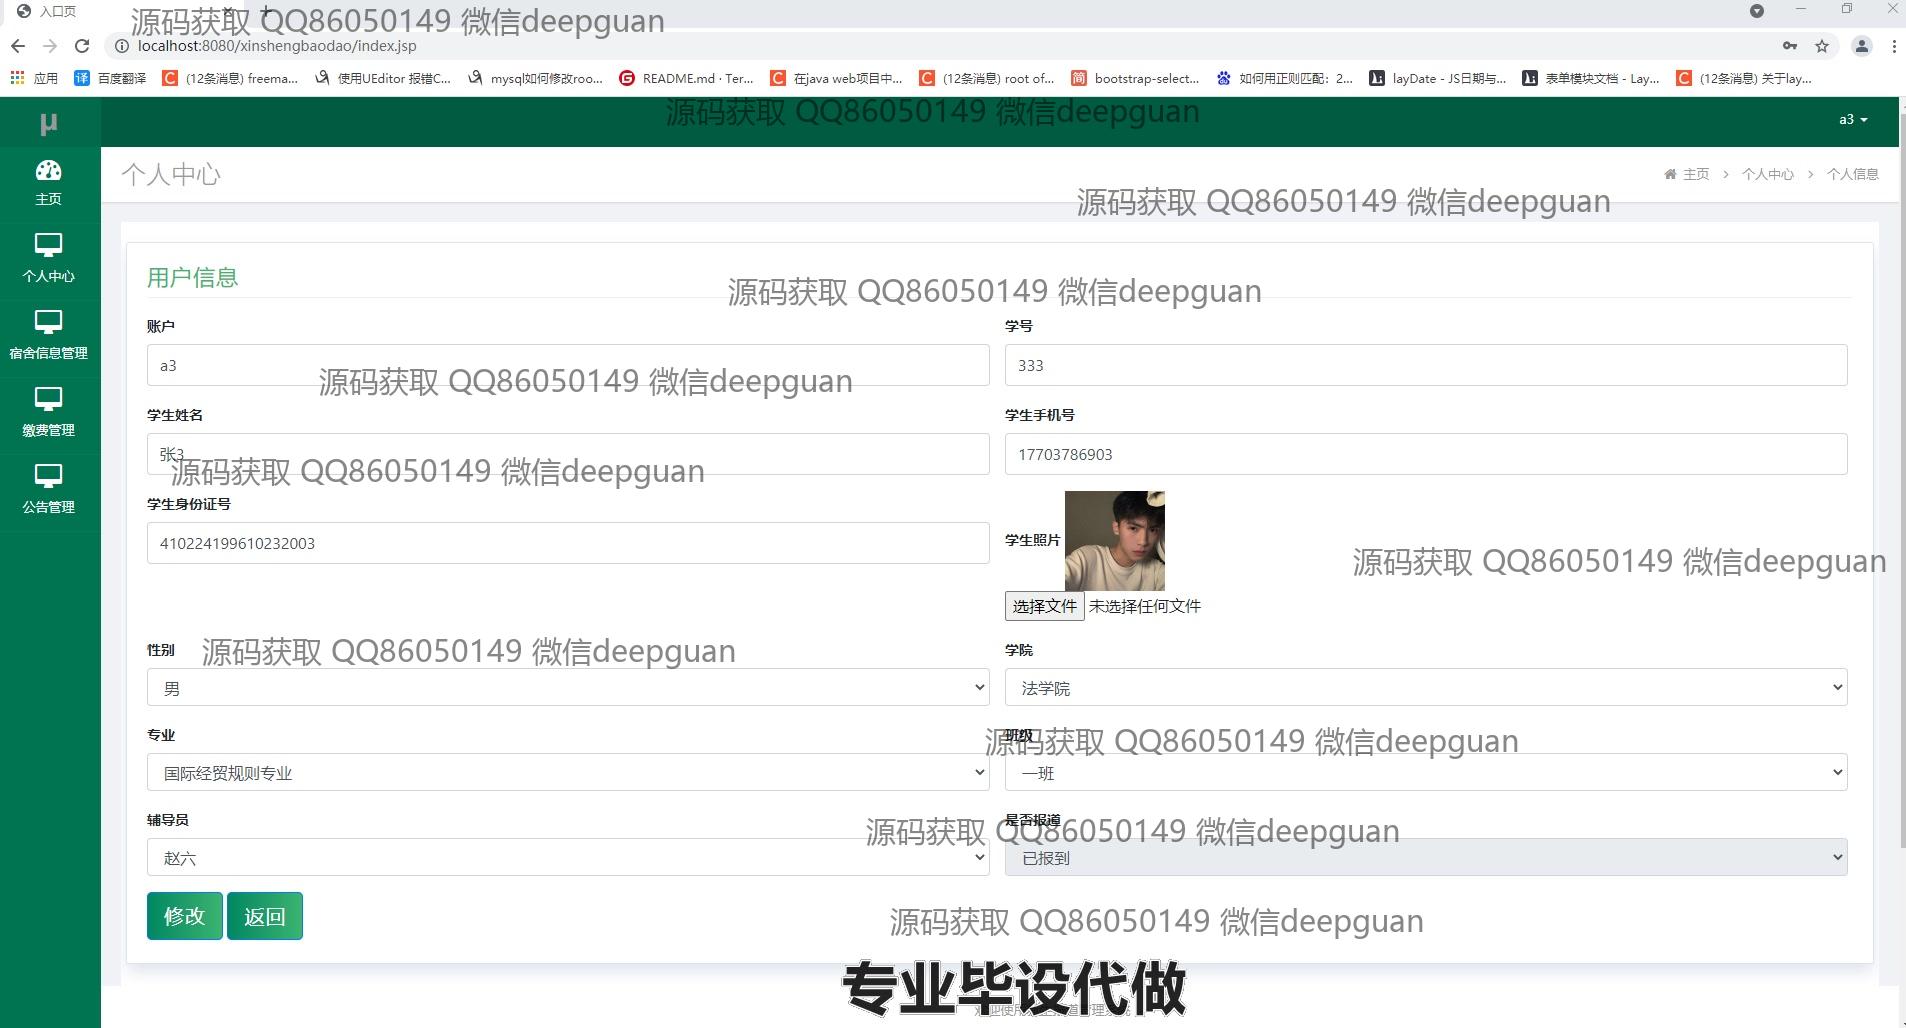 入口页
源码获取 QQ86050149 微信deepguan
localhost:8080/xinshengbaodao/index.jsp
应用 百度翻译 (12条消息) freema... 使用UEditor 报错C... mysql如何修改roo... README.md · Ter... 在java web项目中... (12条消息) root of... bootstrap-select... 如何用正则匹配：2... layDate - JS日期与... 表单模块文档 - Lay... (12条消息) 关于lay...
源码获取 QQ86050149 微信deepguan
μ
a3
主页
个人中心
宿舍信息管理
缴费管理
公告管理
个人中心
主页 > 个人中心 > 个人信息
源码获取 QQ86050149 微信deepguan
用户信息
源码获取 QQ86050149 微信deepguan
账户
a3
学号
333
源码获取 QQ86050149 微信deepguan
学生姓名
张3
学生手机号
17703786903
源码获取 QQ86050149 微信deepguan
学生身份证号
410224199610232003
学生照片
选择文件 未选择任何文件
源码获取 QQ86050149 微信deepguan
性别
源码获取 QQ86050149 微信deepguan
男
学院
法学院
专业
国际经贸规则专业
班级
源码获取 QQ86050149 微信deepguan
一班
辅导员
赵六
是否报道
源码获取 QQ86050149 微信deepguan
已报到
修改 返回
源码获取 QQ86050149 微信deepguan
专业毕设代做